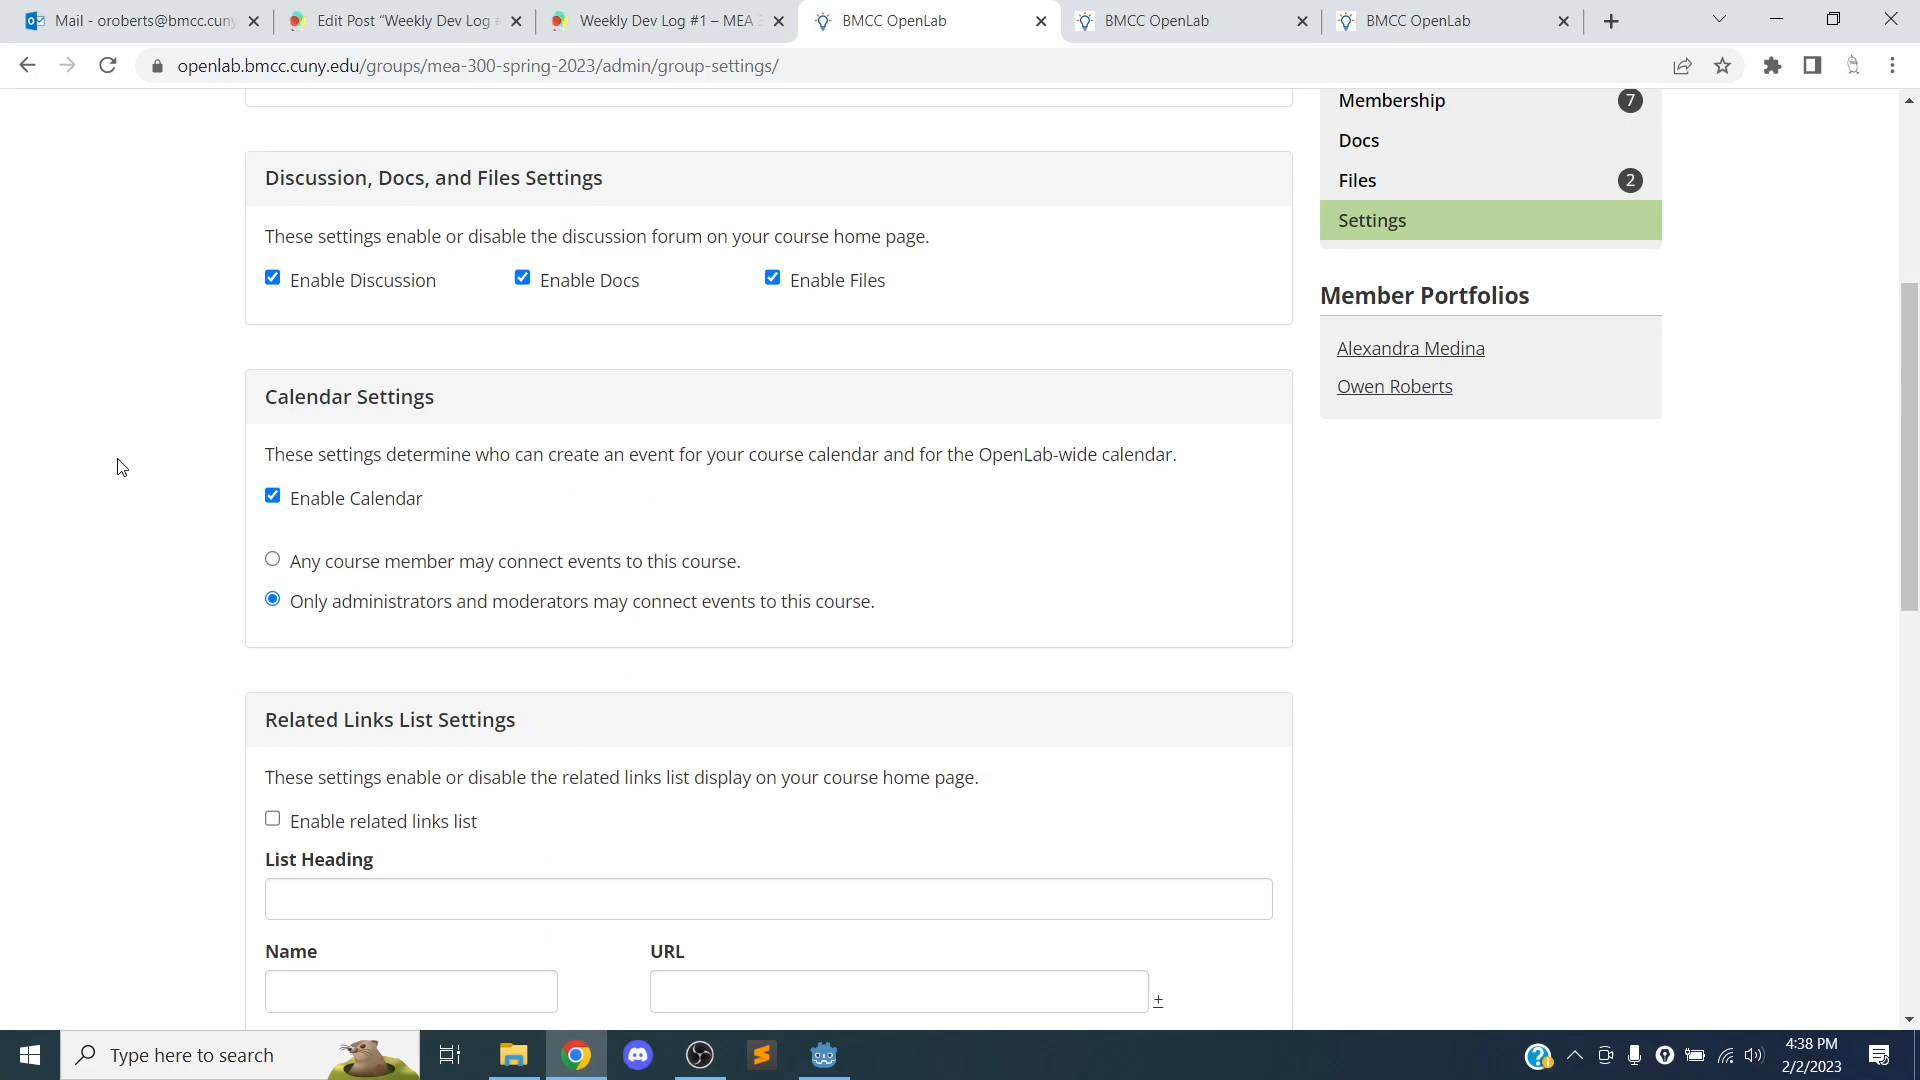 Mail - oroberts@bmcc.cuny
Edit Post “Weekly Dev Log
Weekly Dev Log #1 – MEA
BMCC OpenLab
BMCC OpenLab
BMCC OpenLab
openlab.bmcc.cuny.edu/groups/mea-300-spring-2023/admin/group-settings/
Membership 7
Docs
Files 2
Settings
Member Portfolios
Alexandra Medina
Owen Roberts
Discussion, Docs, and Files Settings
These settings enable or disable the discussion forum on your course home page.
Enable Discussion Enable Docs Enable Files
Calendar Settings
These settings determine who can create an event for your course calendar and for the OpenLab-wide calendar.
Enable Calendar
Any course member may connect events to this course.
Only administrators and moderators may connect events to this course.
Related Links List Settings
These settings enable or disable the related links list display on your course home page.
Enable related links list
List Heading
Name URL
+
Type here to search
4:38 PM
2/2/2023